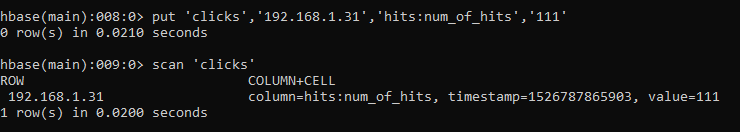 hbase(main):008:0> put 'clicks','192.168.1.31','hits:num_of_hits','111'
0 row(s) in 0.0210 seconds
hbase(main):009:0> scan 'clicks'
ROW COLUMN+CELL
192.168.1.31 column=hits:num_of_hits, timestamp=1526787865903, value=111
1 row(s) in 0.0200 seconds